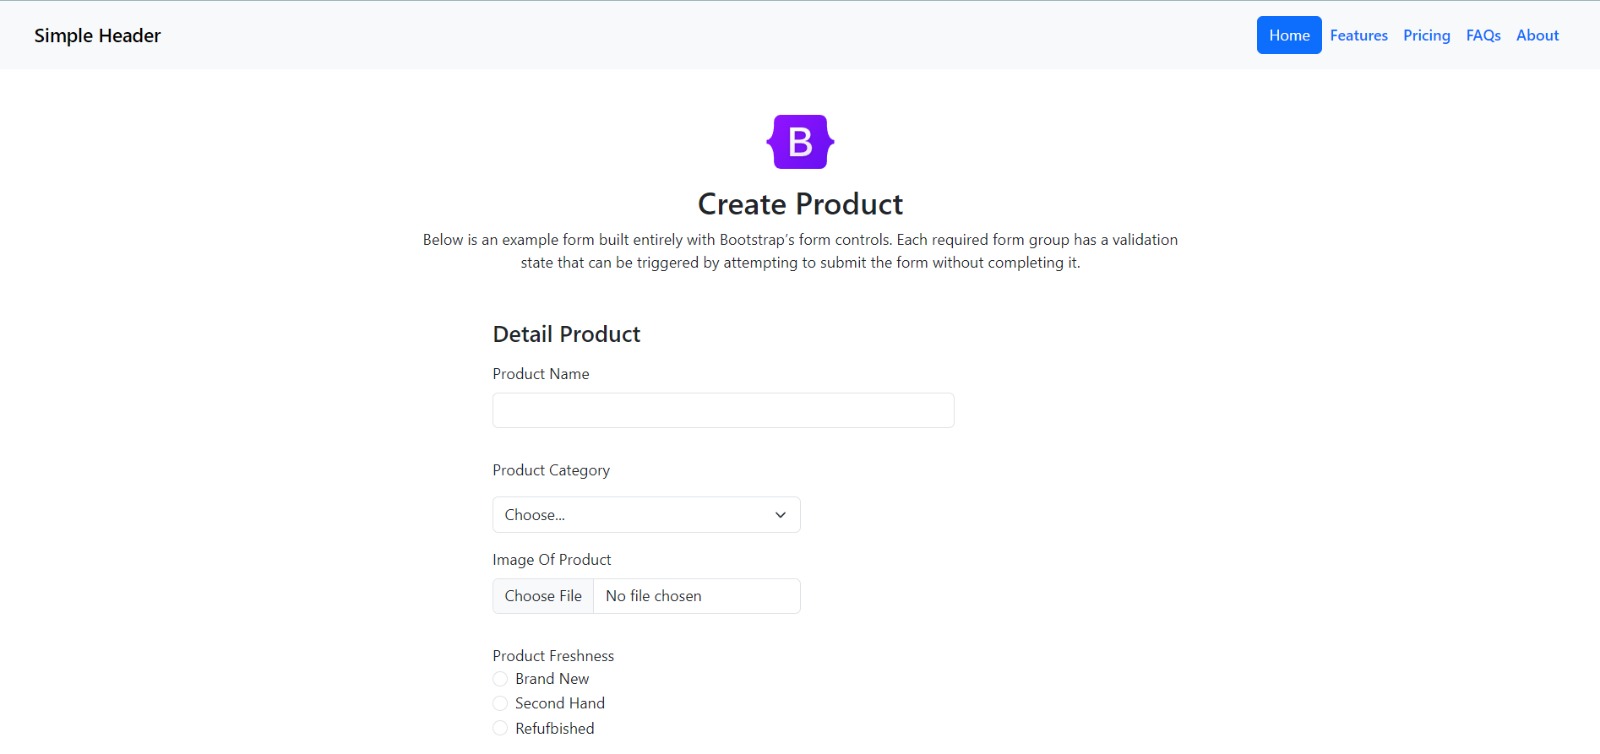 Simple Header
Home Features Pricing FAQs About
B
Create Product
Below is an example form built entirely with Bootstrap's form controls. Each required form group has a validation
state that can be triggered by attempting to submit the form without completing it.
Detail Product
Product Name
Product Category
Choose...
Image Of Product
Choose File No file chosen
Product Freshness
Brand New
Second Hand
Refufbished